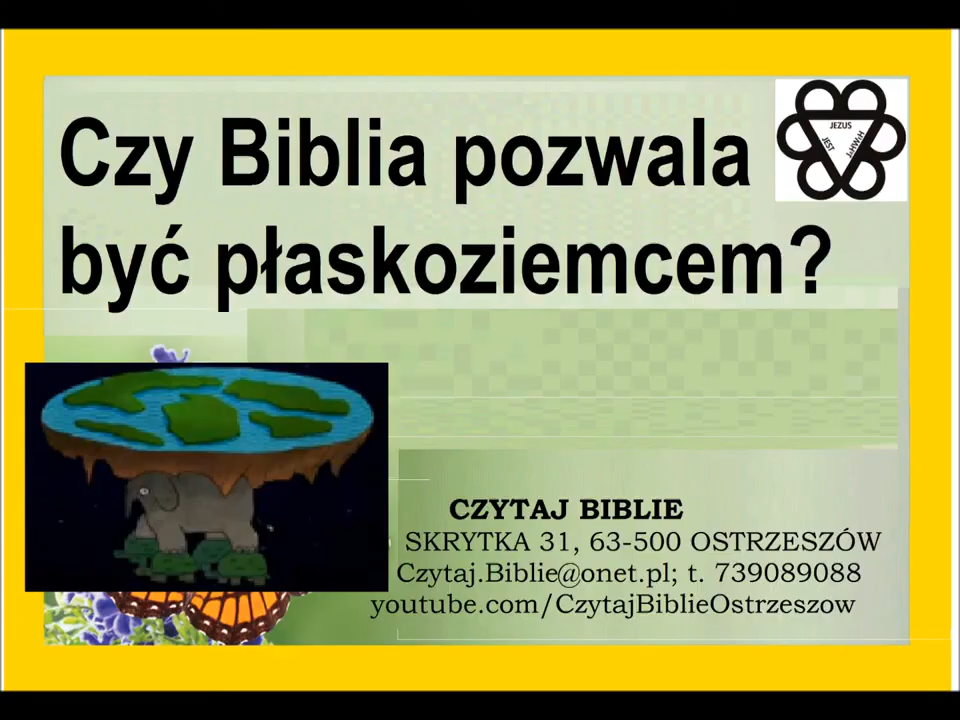 Czy Biblia pozwala
być płaskoziemcem?
JEZUS
JEST
JaHWeH
CZYTAJ BIBLIE
SKRYTKA 31, 63-500 OSTRZESZÓW
Czytaj.Biblie@onet.pl; t. 739089088
youtube.com/CzytajBiblieOstrzeszow